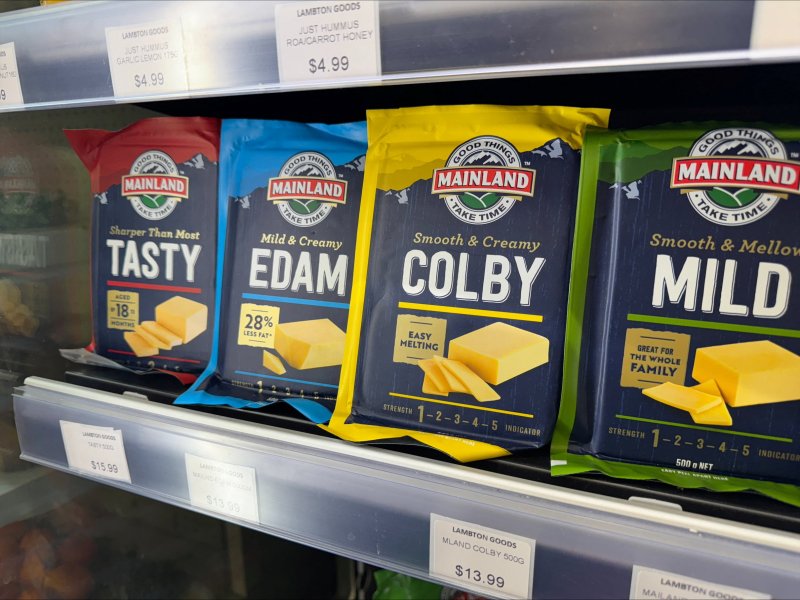 LAMBTON GOODS
JUST HUMMUS
GARLIC LEMON 175G
$4.99
LAMBTON GOODS
JUST HUMMUS
ROA/CARROT HONEY
$4.99
GOOD THINGS
MAINLAND
TAKE TIME
Sharper Than Most
TASTY
AGED
18
MONTHS
GOOD THINGS
MAINLAND
TAKE TIME
Mild & Creamy
EDAM
28%
LESS FAT^
GOOD THINGS
MAINLAND
TAKE TIME
Smooth & Creamy
COLBY
EASY
MELTING
STRENGTH 1-2-3-4-5 INDICATOR
GOOD THINGS
MAINLAND
TAKE TIME
Smooth & Mellow
MILD
GREAT FOR
THE WHOLE
FAMILY
STRENGTH 1-2-3-4-5 INDICATOR
500g NET
LAMBTON GOODS
TASTY 500G
$15.99
LAMBTON GOODS
$13.99
LAMBTON GOODS
MLAND COLBY 500G
$13.99
LAMBTON GOODS